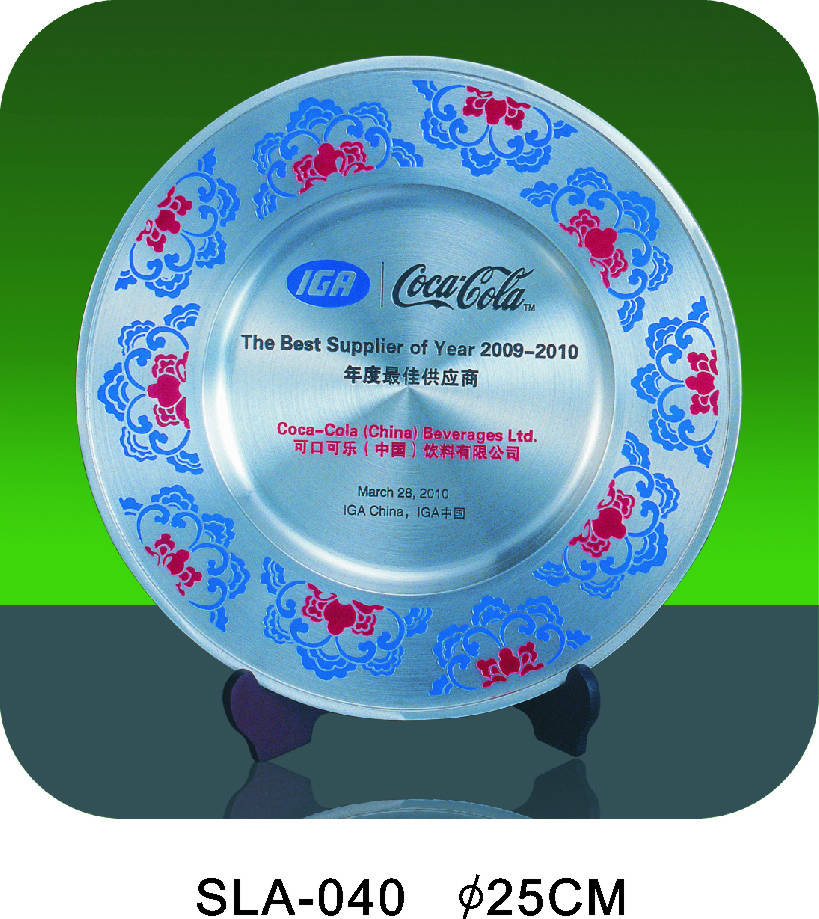 IGA | Coca-Cola TM
The Best Supplier of Year 2009-2010
年度最佳供应商
Coca-Cola (China) Beverages Ltd.
可口可乐（中国）饮料有限公司
March 28, 2010
IGA China, IGA中国
SLA-040 φ25CM